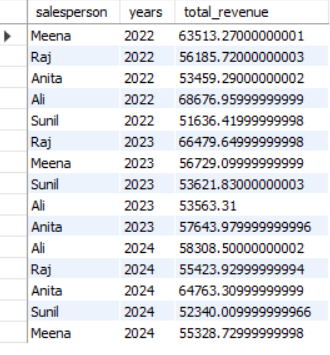 salesperson years total_revenue
Meena 2022 63513.27000000001
Raj 2022 56185.72000000003
Anita 2022 53459.29000000002
Ali 2022 68676.95999999999
Sunil 2022 51636.41999999998
Raj 2023 66479.64999999998
Meena 2023 56729.09999999999
Sunil 2023 53621.83000000003
Ali 2023 53563.31
Anita 2023 57643.979999999996
Ali 2024 58308.50000000002
Raj 2024 55423.92999999994
Anita 2024 64763.30999999999
Sunil 2024 52340.009999999966
Meena 2024 55328.72999999998